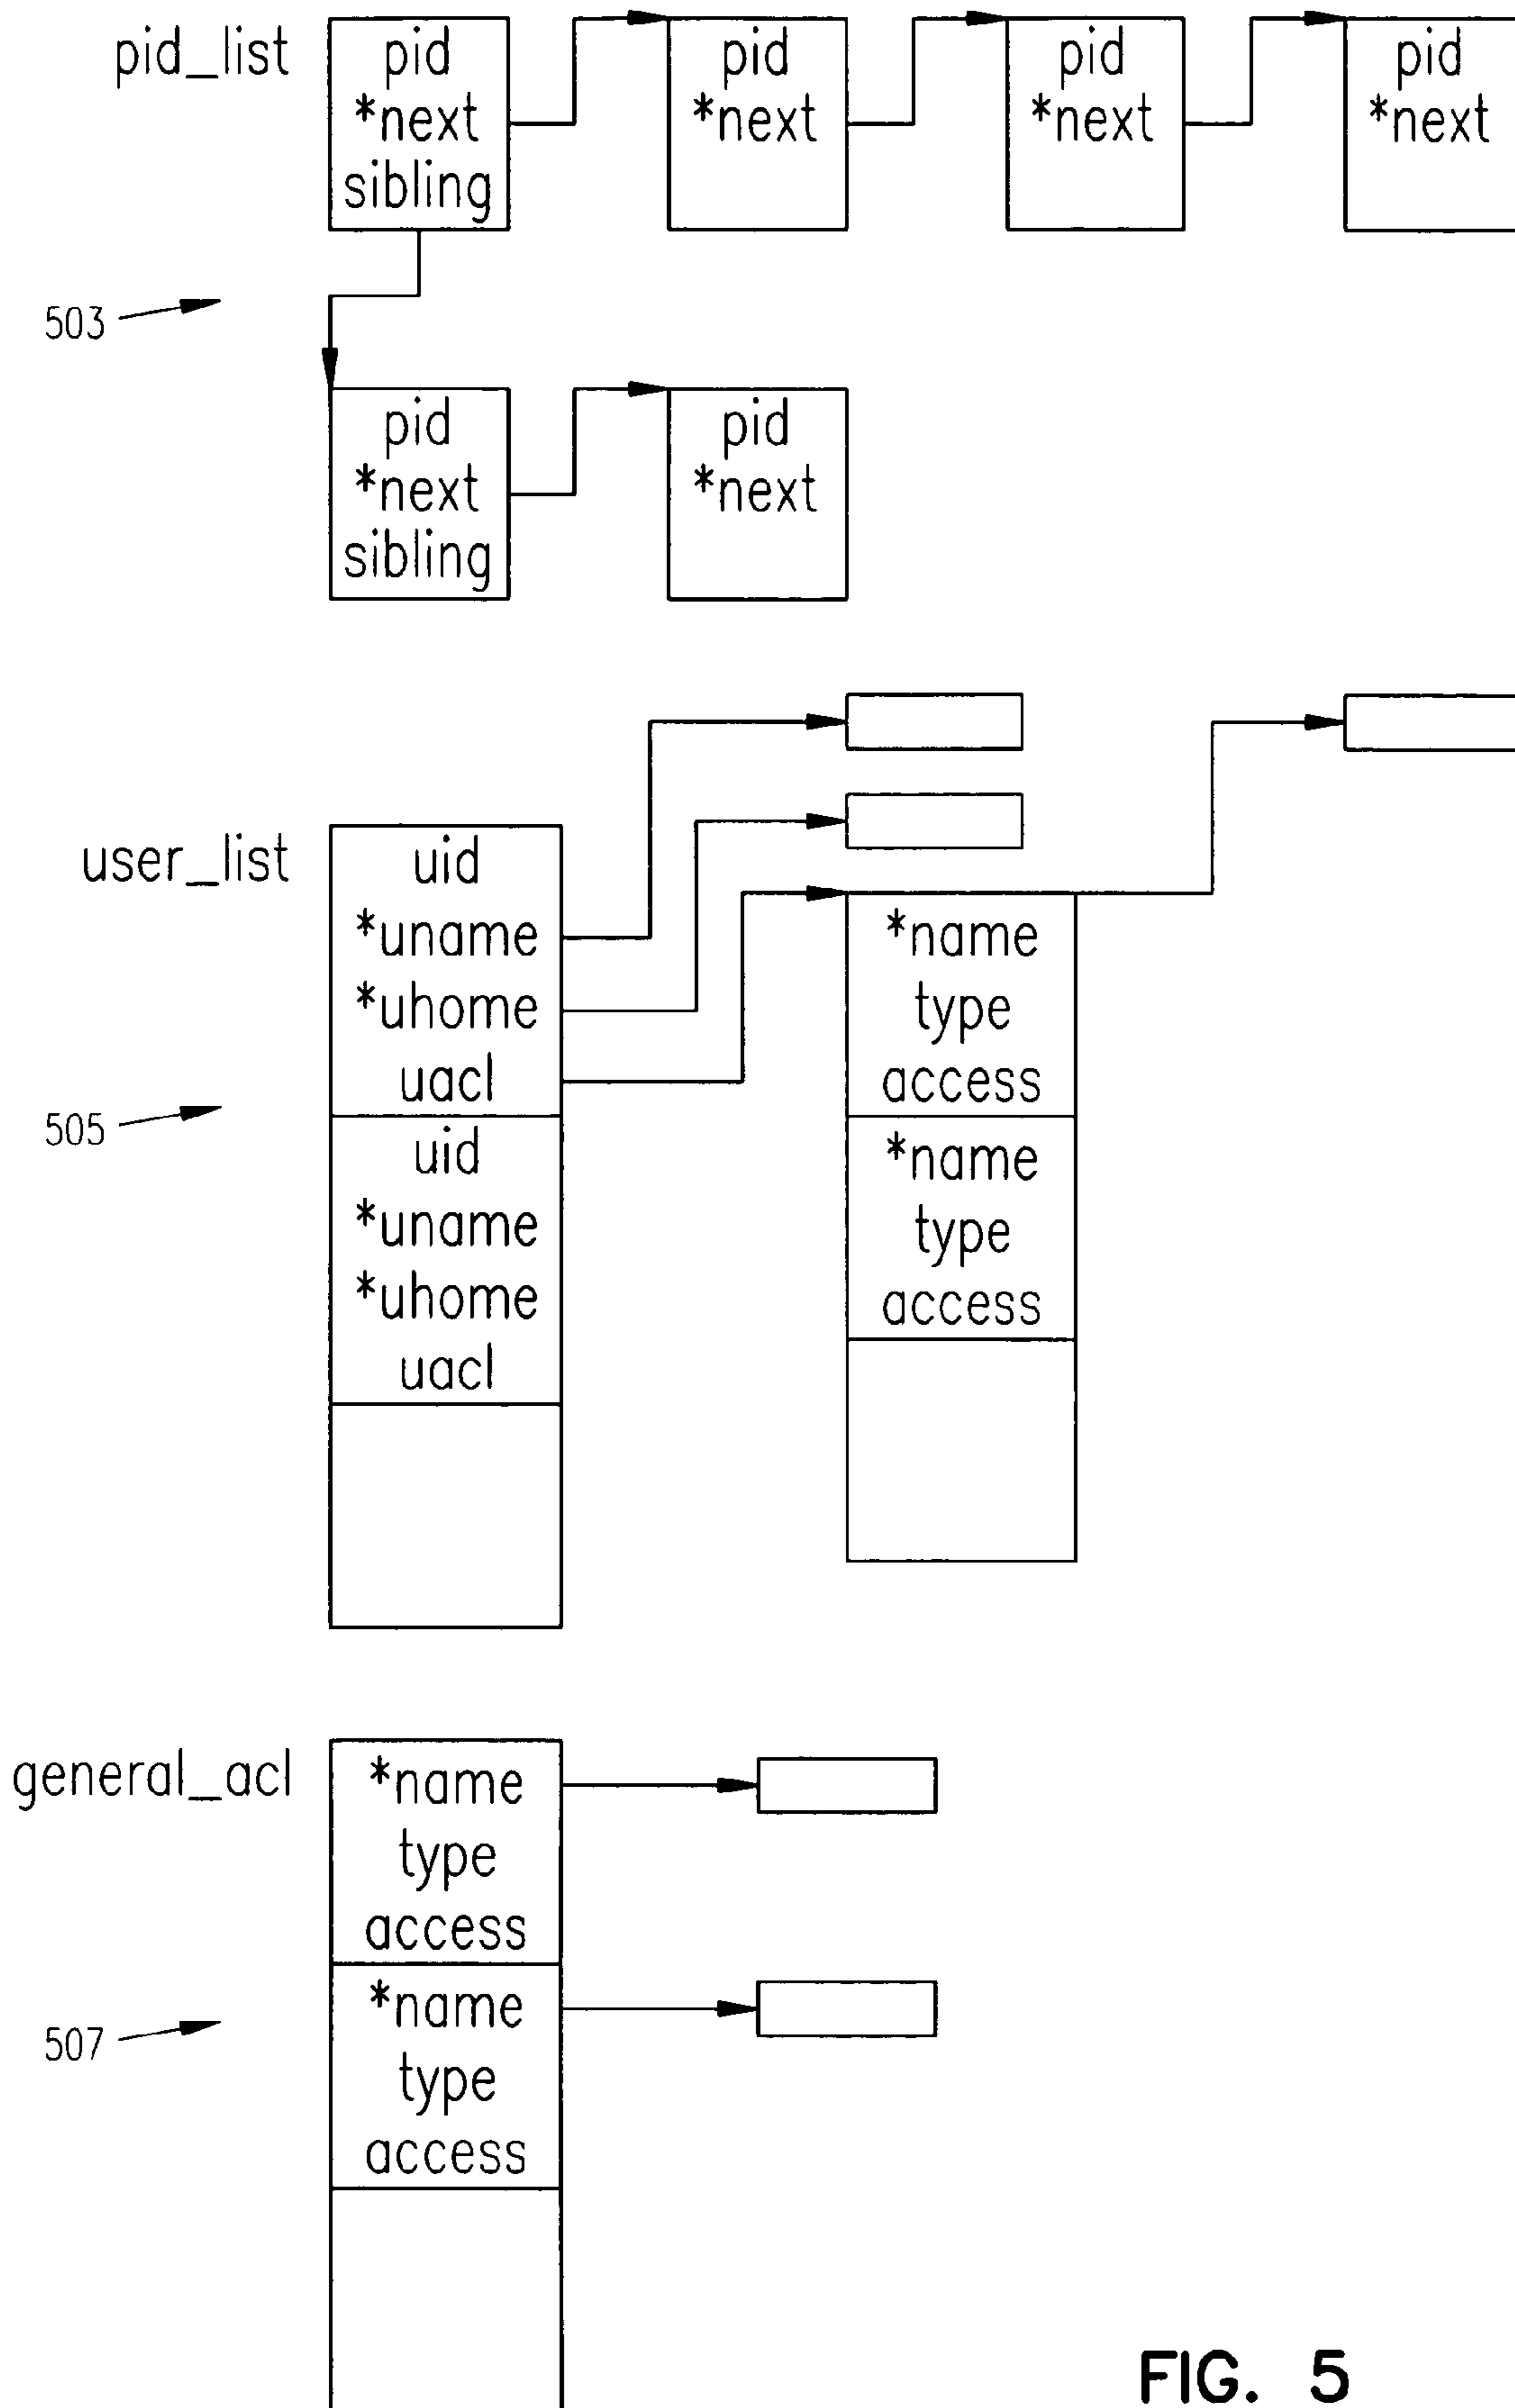 pid_list
pid
*next
sibling
pid
*next
pid
*next
pid
*next
503
pid
*next
sibling
pid
*next
user_list
uid
*uname
*uhome
uacl
uid
*uname
*uhome
uacl
*name
type
access
*name
type
access
505
general_acl
*name
type
access
*name
type
access
507
FIG. 5